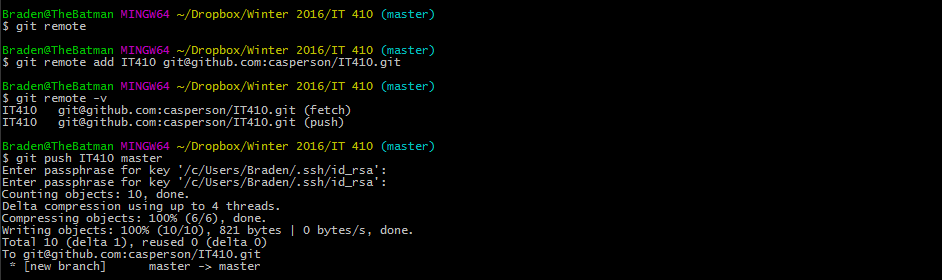 Braden@TheBatman MINGW64 ~/Dropbox/Winter 2016/IT 410 (master)
$ git remote
Braden@TheBatman MINGW64 ~/Dropbox/Winter 2016/IT 410 (master)
$ git remote add IT410 git@github.com:casperson/IT410.git
Braden@TheBatman MINGW64 ~/Dropbox/Winter 2016/IT 410 (master)
$ git remote -v
IT410   git@github.com:casperson/IT410.git (fetch)
IT410   git@github.com:casperson/IT410.git (push)
Braden@TheBatman MINGW64 ~/Dropbox/Winter 2016/IT 410 (master)
$ git push IT410 master
Enter passphrase for key '/c/Users/Braden/.ssh/id_rsa':
Enter passphrase for key '/c/Users/Braden/.ssh/id_rsa':
Counting objects: 10, done.
Delta compression using up to 4 threads.
Compressing objects: 100% (6/6), done.
Writing objects: 100% (10/10), 821 bytes | 0 bytes/s, done.
Total 10 (delta 1), reused 0 (delta 0)
To git@github.com:casperson/IT410.git
 * [new branch]      master -> master